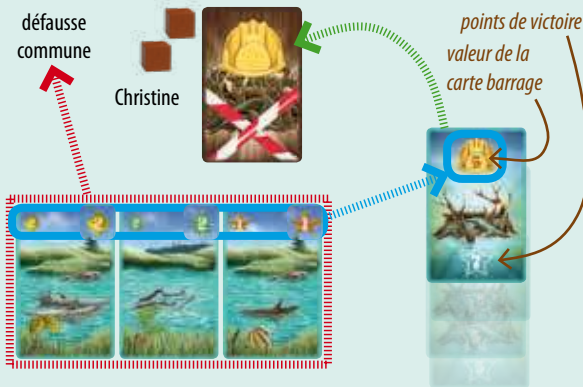 défausse
commune
Christine
points de victoire
valeur de la
carte barrage